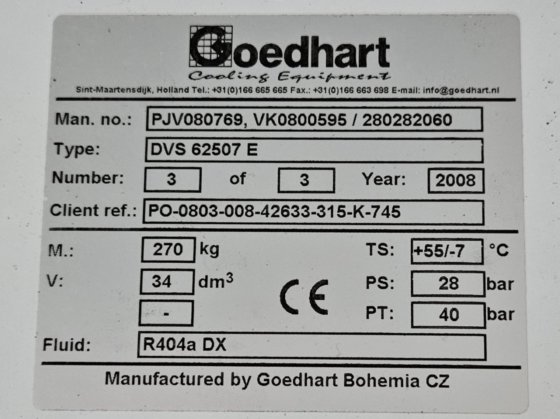 Goedhart
Cooling Equipment
Sint-Maartensdijk, Holland Tel.: +31(0)166 665 665 Fax.: +31(0)166 663 698 E-mail: info@goedhart.nl
Man. no.: PJV080769, VK0800595 / 280282060
Type: DVS 62507 E
Number: 3 of 3 Year: 2008
Client ref.: PO-0803-008-42633-315-K-745
M.: 270 kg TS: +55/-7 °C
V: 34 dm³ CE PS: 28 bar
- PT: 40 bar
Fluid: R404a DX
Manufactured by Goedhart Bohemia CZ